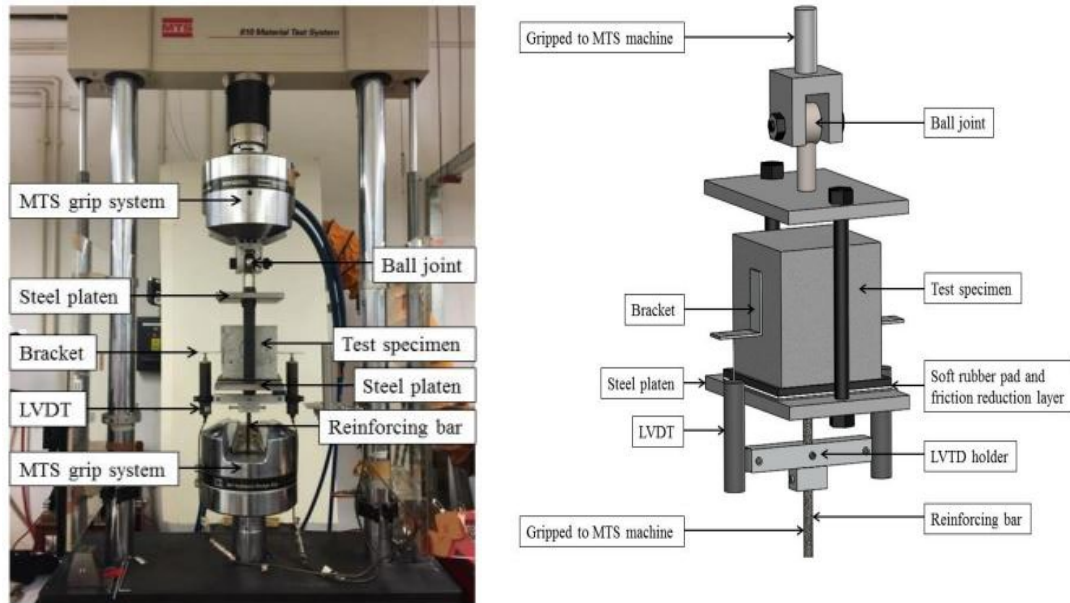 MTS
810 Material Test System
MTS grip system
Ball joint
Steel platen
Bracket
Test specimen
Steel platen
LVDT
Reinforcing bar
MTS grip system
Gripped to MTS machine
Ball joint
Test specimen
Bracket
Steel platen
Soft rubber pad and
friction reduction layer
LVDT
LVTD holder
Reinforcing bar
Gripped to MTS machine